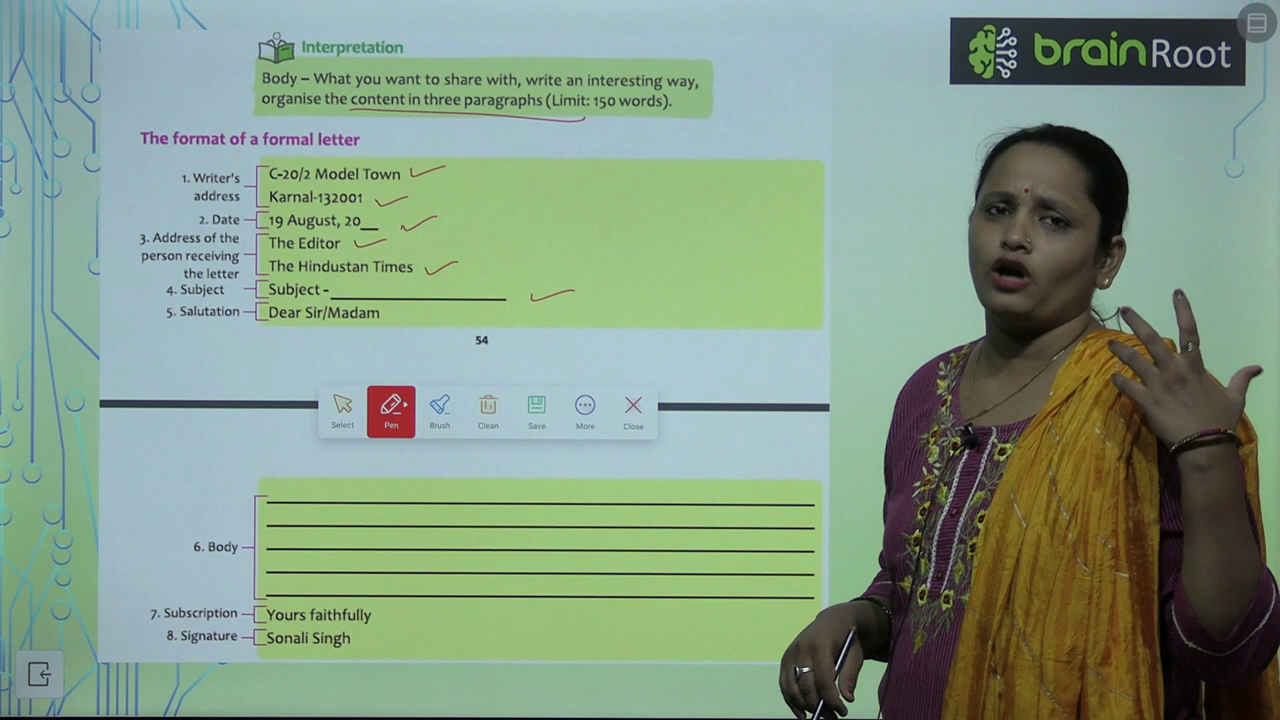 brainRoot
Interpretation
Body – What you want to share with, write an interesting way,
organise the content in three paragraphs (Limit: 150 words).
The format of a formal letter
1. Writer's
address
C-20/2 Model Town
Karnal-132001
2. Date
19 August, 20__
3. Address of the
person receiving
the letter
The Editor
The Hindustan Times
4. Subject
Subject - ____________________
5. Salutation
Dear Sir/Madam
54
Select
Pen
Brush
Clean
Save
More
Close
6. Body
7. Subscription
Yours faithfully
8. Signature
Sonali Singh